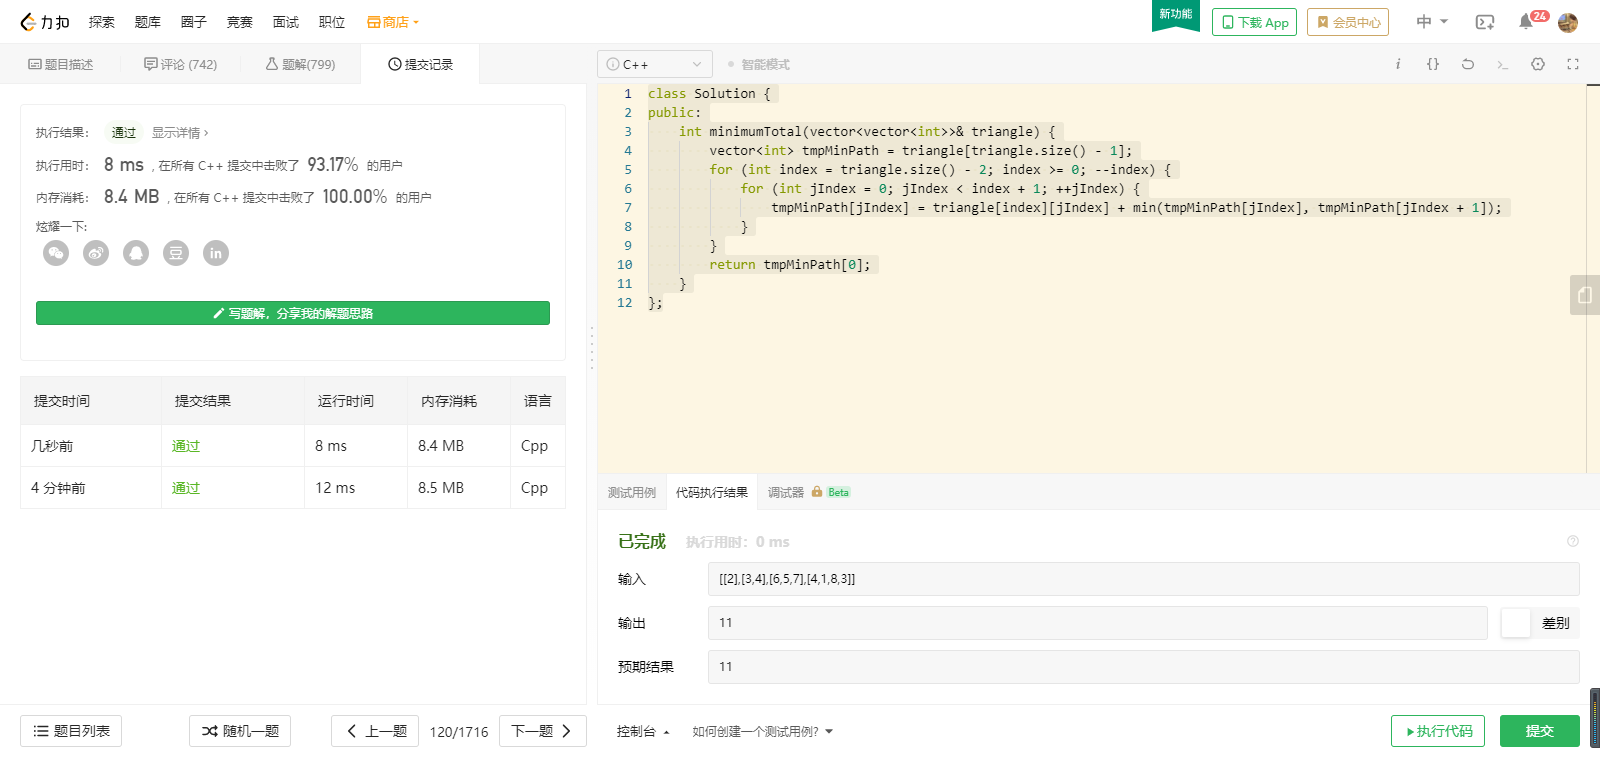 力扣 探索 题库 圈子 竞赛 面试 职位 商店 新功能 下载 App 会员中心 中 24
题目描述 评论 (742) 题解(799) 提交记录
C++ 智能模式
执行结果： 通过 显示详情 ›
执行用时： 8 ms , 在所有 C++ 提交中击败了 93.17% 的用户
内存消耗： 8.4 MB , 在所有 C++ 提交中击败了 100.00% 的用户
炫耀一下:
豆 in
写题解，分享我的解题思路
提交时间 提交结果 运行时间 内存消耗 语言
几秒前 通过 8 ms 8.4 MB Cpp
4 分钟前 通过 12 ms 8.5 MB Cpp
1 class Solution {
2 public:
3 int minimumTotal(vector<vector<int>>& triangle) {
4 vector<int> tmpMinPath = triangle[triangle.size() - 1];
5 for (int index = triangle.size() - 2; index >= 0; --index) {
6 for (int jIndex = 0; jIndex < index + 1; ++jIndex) {
7 tmpMinPath[jIndex] = triangle[index][jIndex] + min(tmpMinPath[jIndex], tmpMinPath[jIndex + 1]);
8 }
9 }
10 return tmpMinPath[0];
11 }
12 };
测试用例 代码执行结果 调试器 Beta
已完成 执行用时：0 ms
输入 [[2],[3,4],[6,5,7],[4,1,8,3]]
输出 11 差别
预期结果 11
题目列表 随机一题 上一题 120/1716 下一题 控制台 如何创建一个测试用例? 执行代码 提交